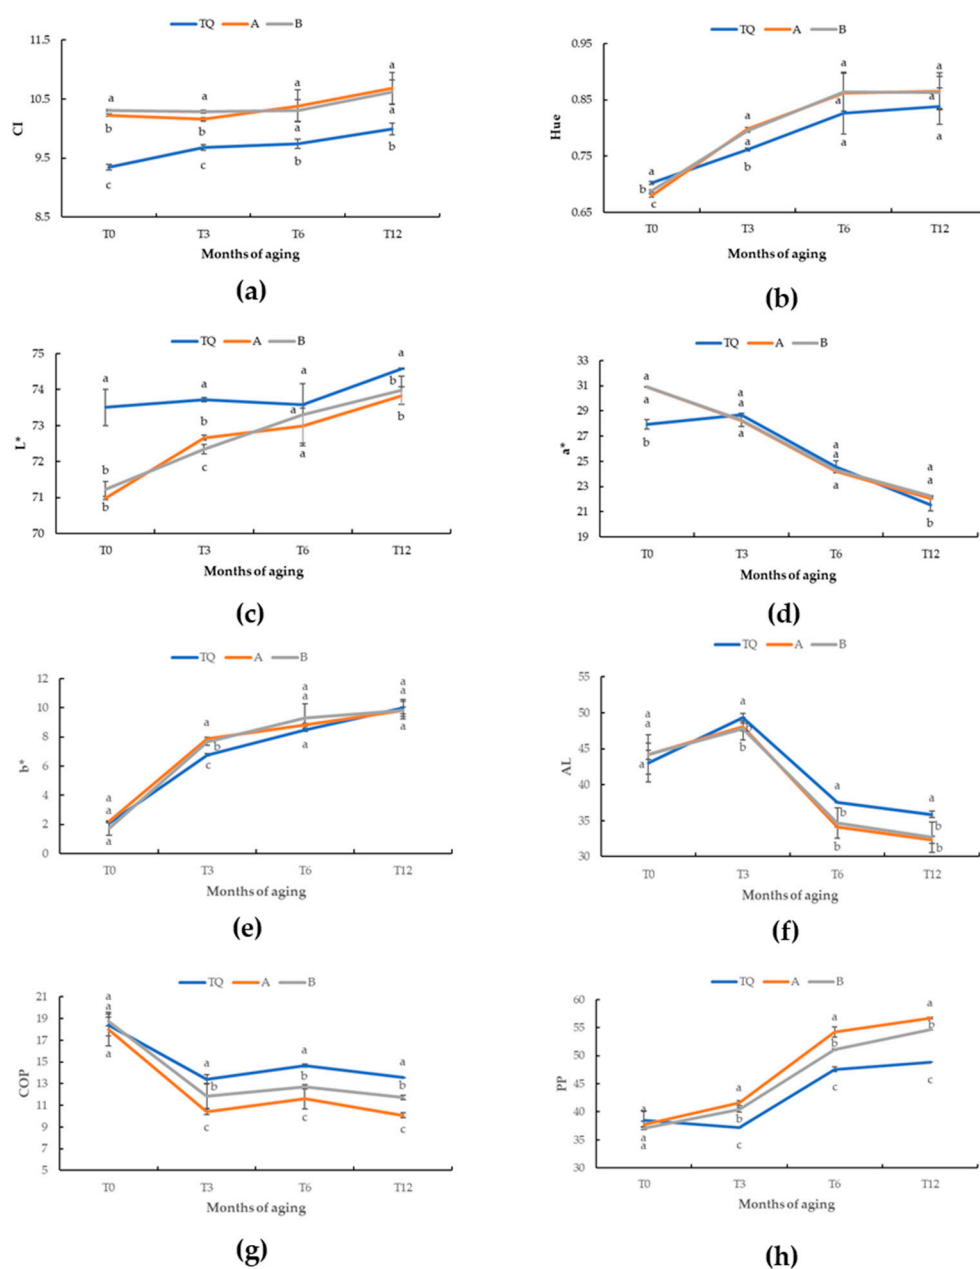 TQ A B
11.5
10.5
9.5
8.5
CI
a a a a
a a
b b
c c b b
T0 T3 T6 T12
Months of aging
(a)
TQ A B
0.95
0.85
0.75
0.65
Hue
a a
a a a a
b a a
c b
a a
T0 T3 T6 T12
Months of aging
(b)
TQ A B
75
74
73
72
71
70
L*
a a a a
b a b
b c a b
b
T0 T3 T6 T12
Months of aging
(c)
TQ A B
33
31
29
27
25
23
21
19
a*
a a a a
a a a a
b a a b
T0 T3 T6 T12
Months of aging
(d)
TQ A B
12
10
8
6
4
2
0
b*
a a a a
a b a a
a c a a
T0 T3 T6 T12
Months of aging
(e)
TQ A B
55
50
45
40
35
30
AL
a a a a
a b b b
a b b b
T0 T3 T6 T12
Months of aging
(f)
TQ A B
21
19
17
15
13
11
9
7
5
COP
a a a a
a b b b
a c c c
T0 T3 T6 T12
Months of aging
(g)
TQ A B
60
55
50
45
40
35
30
PP
a a a a
a b b b
a c c c
T0 T3 T6 T12
Months of aging
(h)